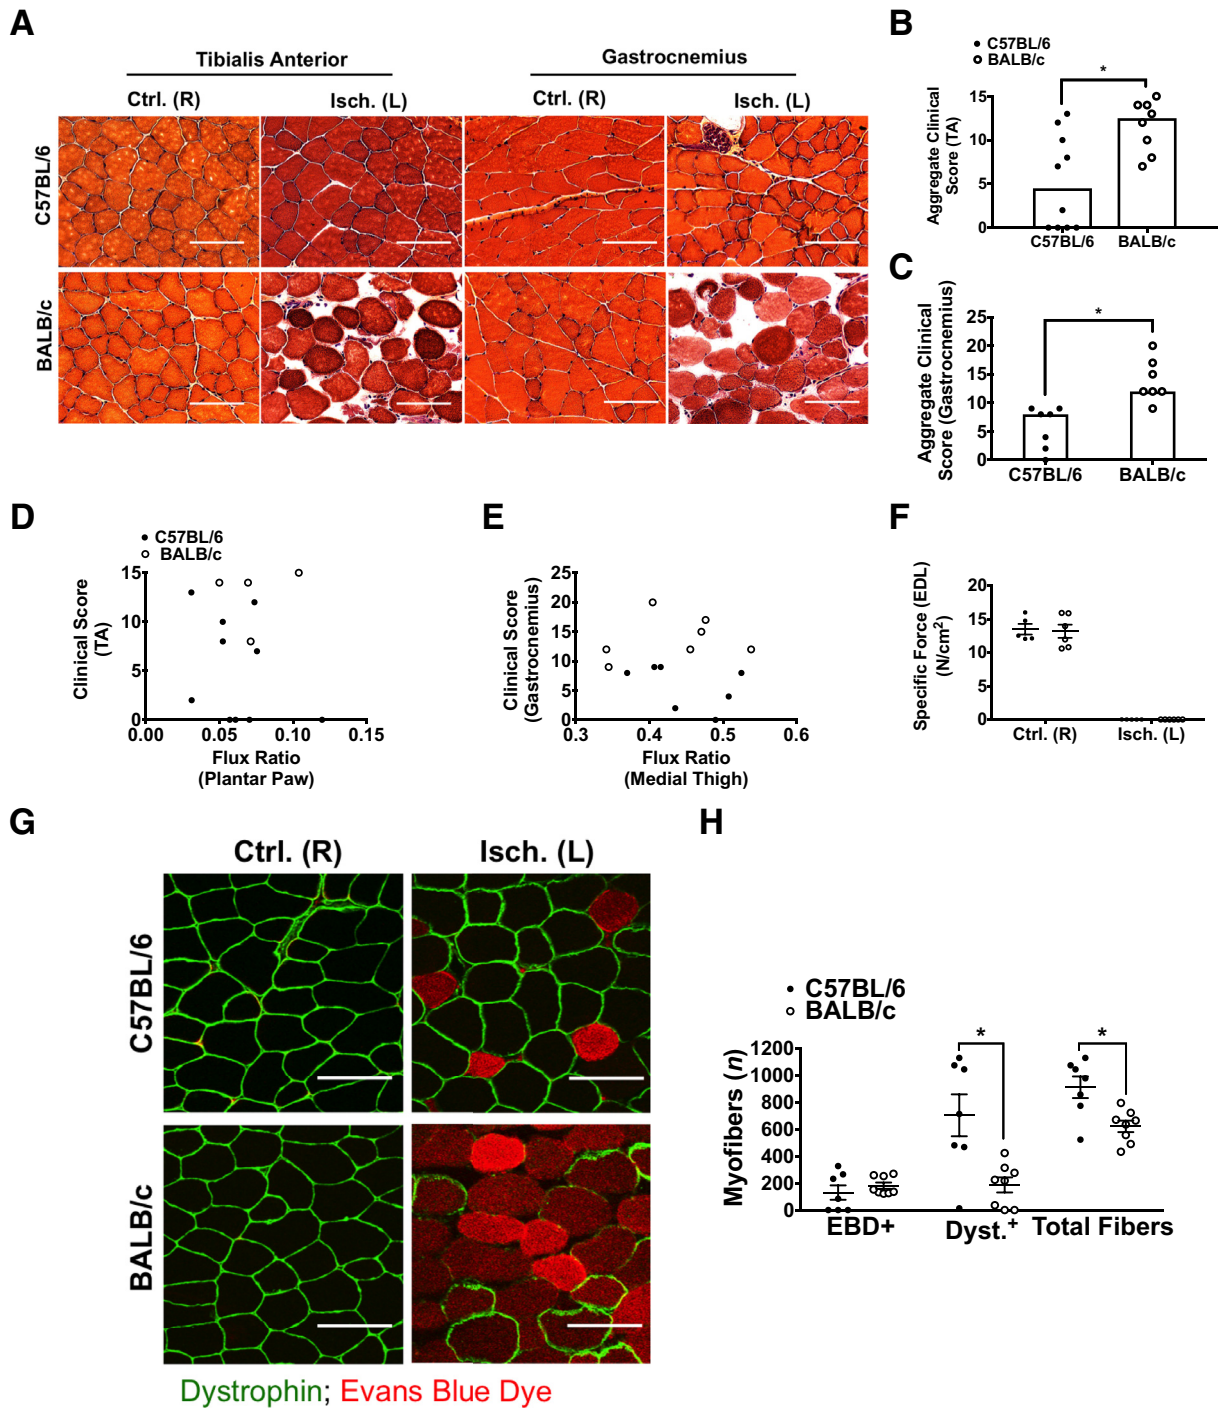 A
Tibialis Anterior
Gastrocnemius
Ctrl. (R)
Isch. (L)
Ctrl. (R)
Isch. (L)
C57BL/6
BALB/c
B
C57BL/6
BALB/c
Aggregate Clinical
Score (TA)
15
10
5
0
*
C57BL/6
BALB/c
C
Aggregate Clinical
Score (Gastrocnemius)
25
20
15
10
5
0
*
C57BL/6
BALB/c
D
C57BL/6
BALB/c
Clinical Score
(TA)
15
10
5
0
0.00
0.05
0.10
0.15
Flux Ratio
(Plantar Paw)
E
Clinical Score
(Gastrocnemius)
25
20
15
10
5
0
0.3
0.4
0.5
0.6
Flux Ratio
(Medial Thigh)
F
Specific Force (EDL)
(N/cm²)
20
15
10
5
0
Ctrl. (R)
Isch. (L)
G
Ctrl. (R)
Isch. (L)
C57BL/6
BALB/c
Dystrophin; Evans Blue Dye
H
C57BL/6
BALB/c
Myofibers (n)
1200
1000
800
600
400
200
0
*
*
EBD+
Dyst.⁺
Total Fibers